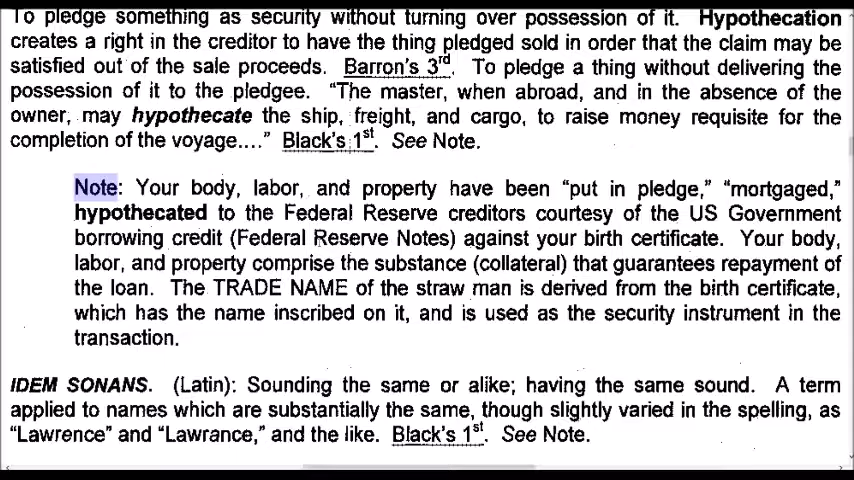 To pledge something as security without turning over possession of it. Hypothecation
creates a right in the creditor to have the thing pledged sold in order that the claim may be
satisfied out of the sale proceeds. Barron's 3rd. To pledge a thing without delivering the
possession of it to the pledgee. "The master, when abroad, and in the absence of the
owner, may hypothecate the ship, freight, and cargo, to raise money requisite for the
completion of the voyage...." Black's 1st. See Note.
Note: Your body, labor, and property have been "put in pledge," "mortgaged,"
hypothecated to the Federal Reserve creditors courtesy of the US Government
borrowing credit (Federal Reserve Notes) against your birth certificate. Your body,
labor, and property comprise the substance (collateral) that guarantees repayment of
the loan. The TRADE NAME of the straw man is derived from the birth certificate,
which has the name inscribed on it, and is used as the security instrument in the
transaction.
IDEM SONANS. (Latin): Sounding the same or alike; having the same sound. A term
applied to names which are substantially the same, though slightly varied in the spelling, as
"Lawrence" and "Lawrance," and the like. Black's 1st. See Note.